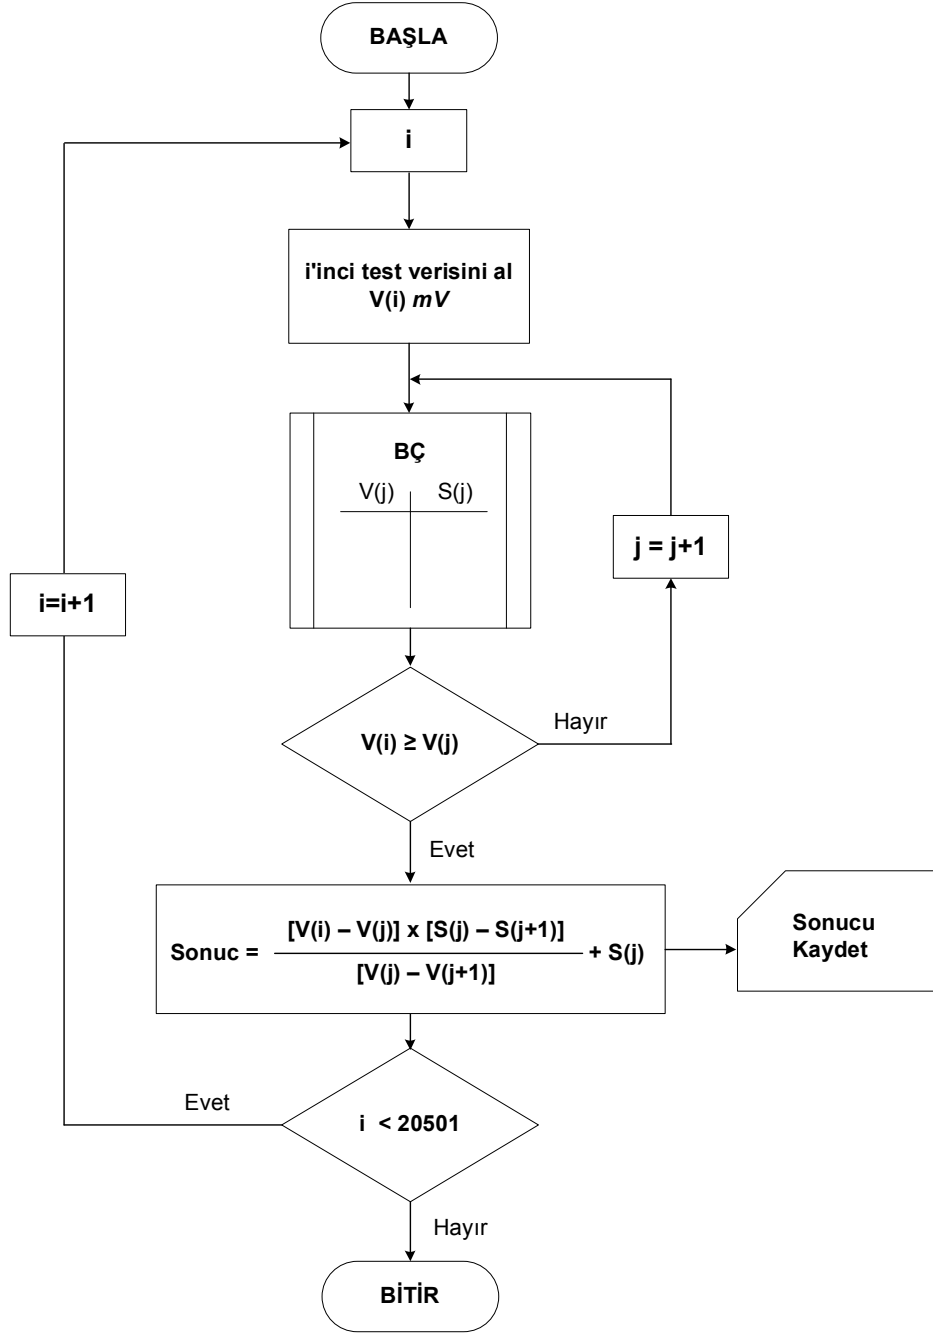 BAŞLA
i
i'inci test verisini al
V(i) mV
BÇ
V(j) S(j)
j = j+1
i=i+1
V(i) ≥ V(j)
Hayır
Evet
[V(i) – V(j)] x [S(j) – S(j+1)]
Sonuc = + S(j)
[V(j) – V(j+1)]
Sonucu
Kaydet
Evet
i < 20501
Hayır
BİTİR